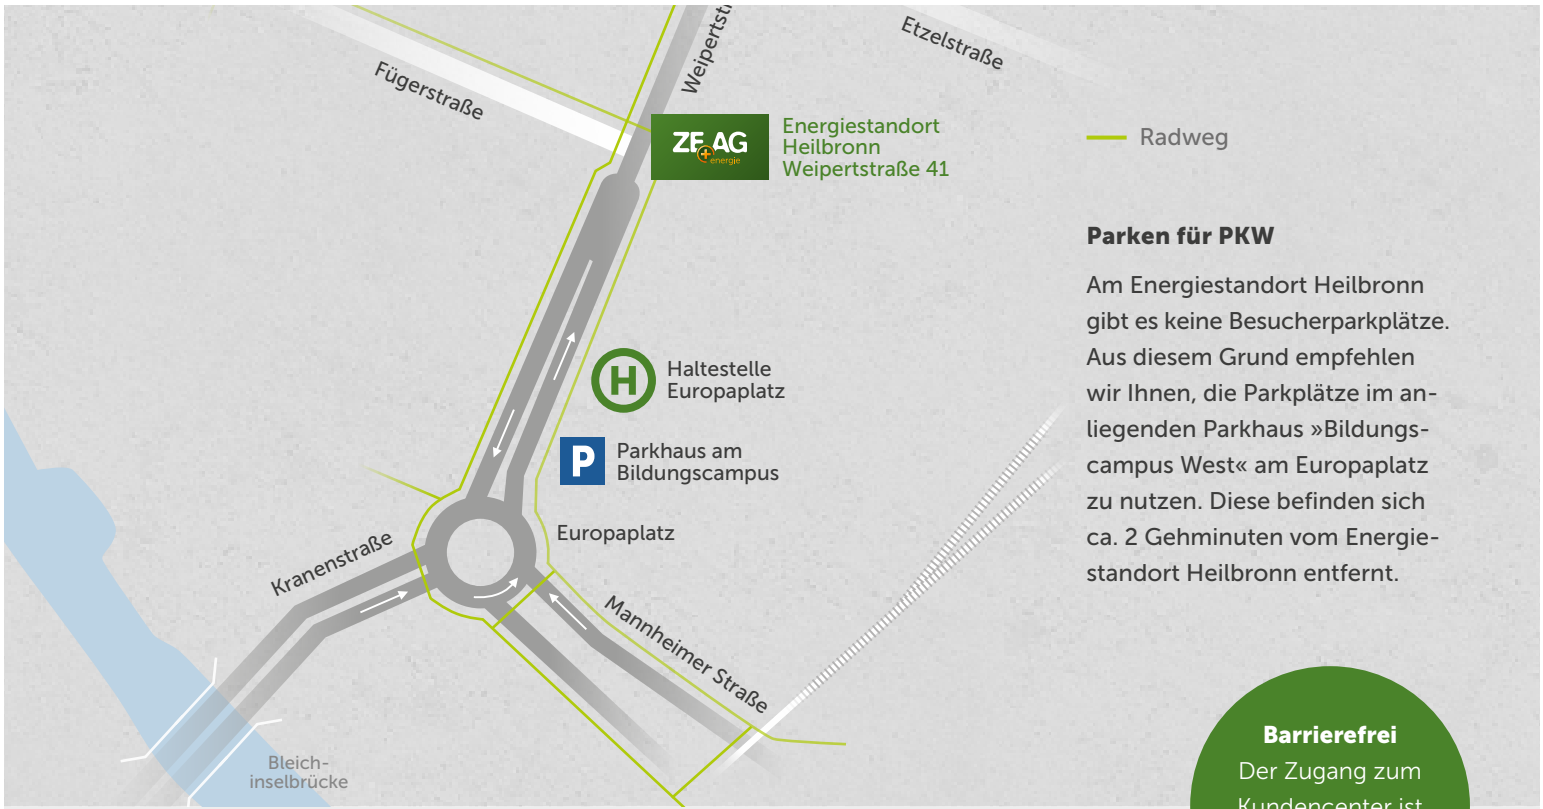 Etzelstraße
Fügerstraße
ZEAG
energie
Energiestandort
Heilbronn
Weipertstraße 41
Radweg
Parken für PKW
Am Energiestandort Heilbronn
gibt es keine Besucherparkplätze.
Aus diesem Grund empfehlen
wir Ihnen, die Parkplätze im an-
liegenden Parkhaus »Bildungs-
campus West« am Europaplatz
zu nutzen. Diese befinden sich
ca. 2 Gehminuten vom Energie-
standort Heilbronn entfernt.
H
Haltestelle
Europaplatz
P
Parkhaus am
Bildungscampus
Europaplatz
Kranenstraße
Mannheimer Straße
Bleich-
inselbrücke
Barrierefrei
Der Zugang zum
Kundencenter ist